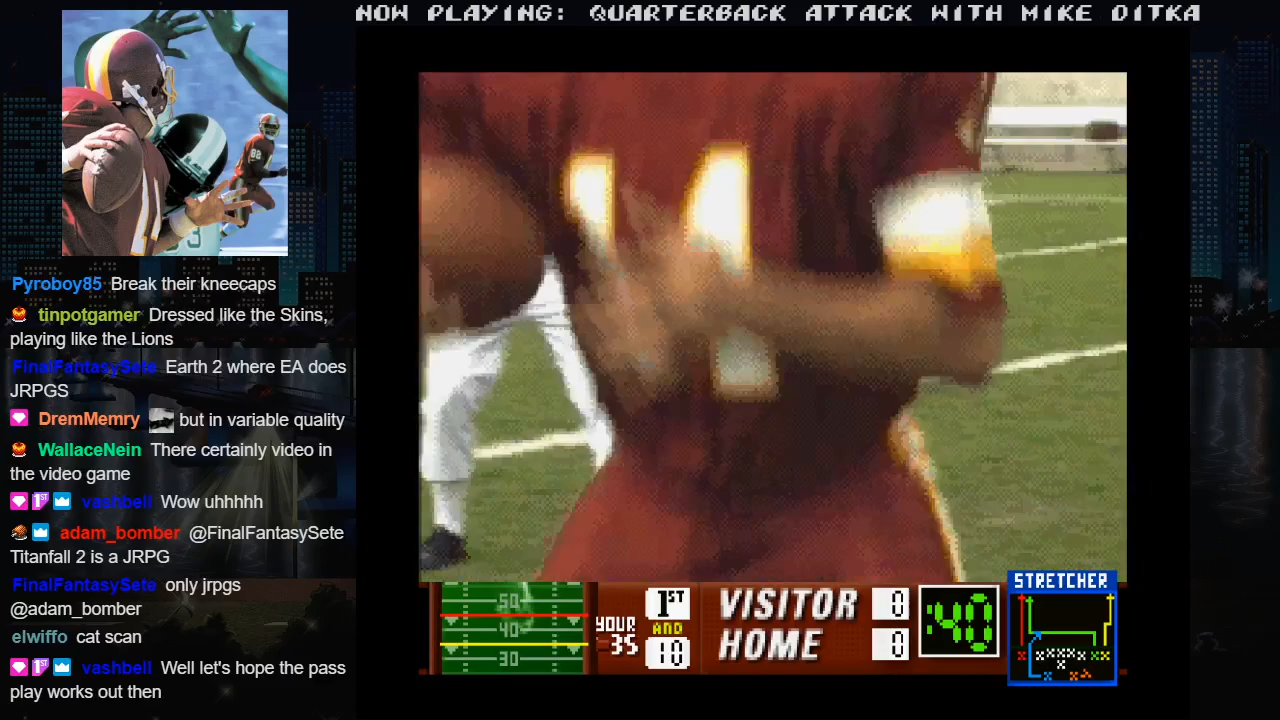 NOW PLAYING: QUARTERBACK ATTACK WITH MIKE DITKA
88
Pyroboy85 Break their kneecaps
tinpotgamer Dressed like the Skins,
playing like the Lions
FinalFantasySete Earth 2 where EA does
JRPGS
DremMemry but in variable quality
WallaceNein There certainly video in
the video game
1ST vashbell Wow uhhhhh
adam_bomber @FinalFantasySete
Titanfall 2 is a JRPG
FinalFantasySete only jrpgs
@adam_bomber
elwiffo cat scan
1ST vashbell Well let's hope the pass
play works out then
50
40
30
YOUR
35
1ST
AND
10
VISITOR 0
HOME 0
:40
STRETCHER